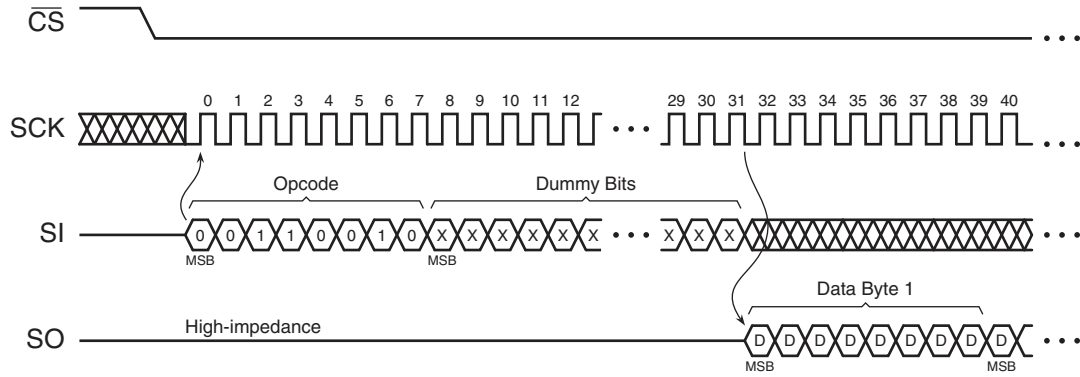 C̅S̅
SCK 0 1 2 3 4 5 6 7 8 9 10 11 12 29 30 31 32 33 34 35 36 37 38 39 40
Opcode Dummy Bits
SI 0 0 1 1 0 0 1 0 X X X X X X X X X
MSB MSB
Data Byte 1
High-impedance
SO D D D D D D D D D
MSB MSB